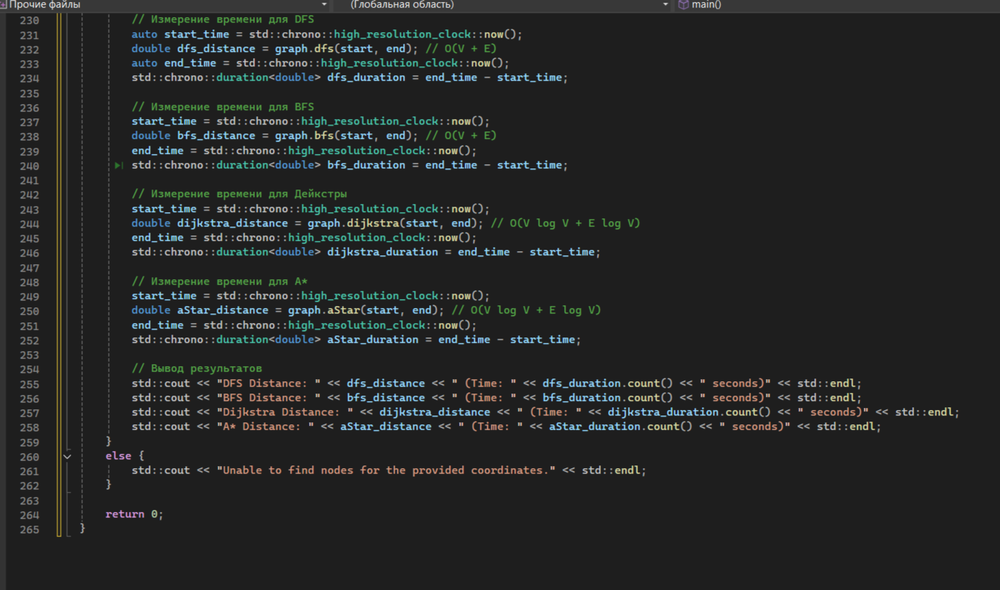 Прочие файлы (Глобальная область) main()
230 // Измерение времени для DFS
231 auto start_time = std::chrono::high_resolution_clock::now();
232 double dfs_distance = graph.dfs(start, end); // O(V + E)
233 auto end_time = std::chrono::high_resolution_clock::now();
234 std::chrono::duration<double> dfs_duration = end_time - start_time;
235
236 // Измерение времени для BFS
237 start_time = std::chrono::high_resolution_clock::now();
238 double bfs_distance = graph.bfs(start, end); // O(V + E)
239 end_time = std::chrono::high_resolution_clock::now();
240 std::chrono::duration<double> bfs_duration = end_time - start_time;
241
242 // Измерение времени для Дейкстры
243 start_time = std::chrono::high_resolution_clock::now();
244 double dijkstra_distance = graph.dijkstra(start, end); // O(V log V + E log V)
245 end_time = std::chrono::high_resolution_clock::now();
246 std::chrono::duration<double> dijkstra_duration = end_time - start_time;
247
248 // Измерение времени для A*
249 start_time = std::chrono::high_resolution_clock::now();
250 double aStar_distance = graph.aStar(start, end); // O(V log V + E log V)
251 end_time = std::chrono::high_resolution_clock::now();
252 std::chrono::duration<double> aStar_duration = end_time - start_time;
253
254 // Вывод результатов
255 std::cout << "DFS Distance: " << dfs_distance << " (Time: " << dfs_duration.count() << " seconds)" << std::endl;
256 std::cout << "BFS Distance: " << bfs_distance << " (Time: " << bfs_duration.count() << " seconds)" << std::endl;
257 std::cout << "Dijkstra Distance: " << dijkstra_distance << " (Time: " << dijkstra_duration.count() << " seconds)" << std::endl;
258 std::cout << "A* Distance: " << aStar_distance << " (Time: " << aStar_duration.count() << " seconds)" << std::endl;
259 }
260 else {
261 std::cout << "Unable to find nodes for the provided coordinates." << std::endl;
262 }
263
264 return 0;
265 }